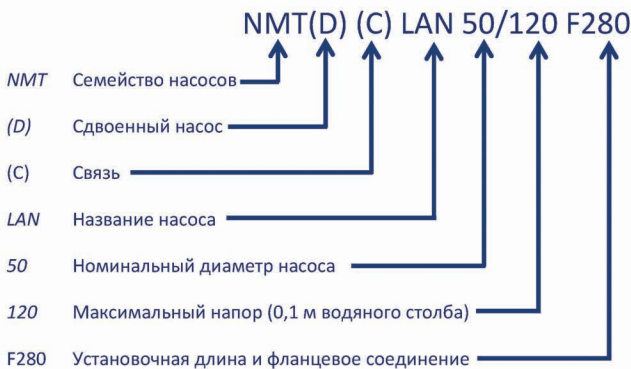 NMT(D) (C) LAN 50/120 F280
NMT Семейство насосов
(D) Сдвоенный насос
(C) Связь
LAN Название насоса
50 Номинальный диаметр насоса
120 Максимальный напор (0,1 м водяного столба)
F280 Установочная длина и фланцевое соединение